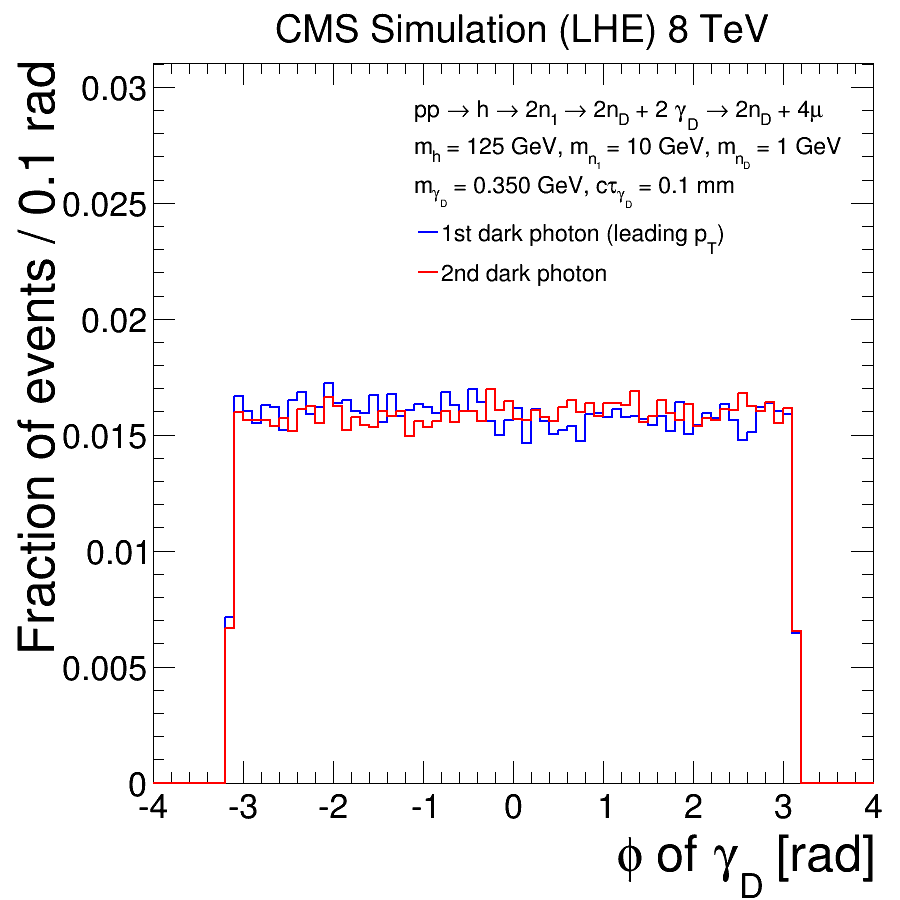 CMS Simulation (LHE) 8 TeV
pp → h → 2n1 → 2nD + 2 γD → 2nD + 4μ
mh = 125 GeV, mn1 = 10 GeV, mnD = 1 GeV
mγD = 0.350 GeV, cτγD = 0.1 mm
1st dark photon (leading pT)
2nd dark photon
Fraction of events / 0.1 rad
0.03
0.025
0.02
0.015
0.01
0.005
0
-4 -3 -2 -1 0 1 2 3 4
ϕ of γD [rad]